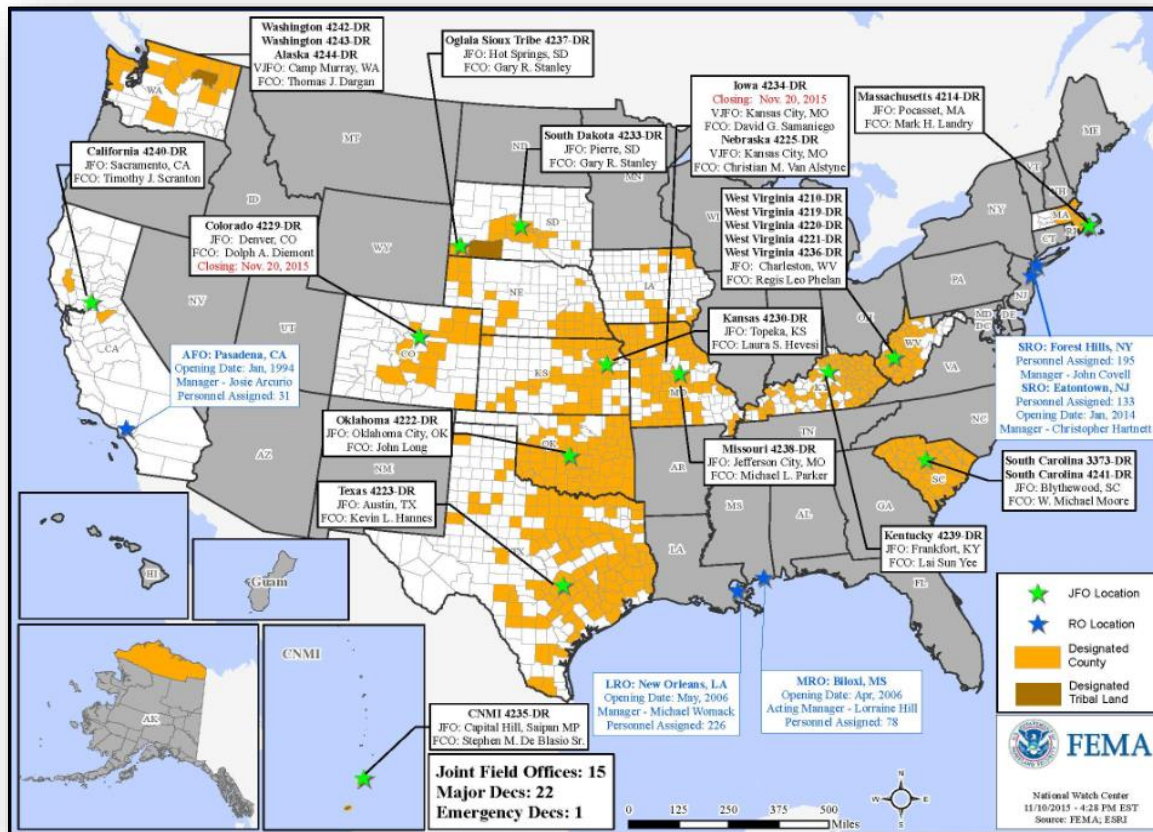 Washington 4242-DR
Washington 4243-DR
Alaska 4244-DR
VJFO: Camp Murray, WA
FCO: Thomas J. Dargan
Oglala Sioux Tribe 4237-DR
JFO: Hot Springs, SD
FCO: Gary R. Stanley
South Dakota 4233-DR
JFO: Pierre, SD
FCO: Gary R. Stanley
Iowa 4234-DR
Closing: Nov. 20, 2015
VJFO: Kansas City, MO
FCO: David G. Samaniego
Nebraska 4225-DR
VJFO: Kansas City, MO
FCO: Christian M. Van Alstyne
Massachusetts 4214-DR
JFO: Pocasset, MA
FCO: Mark H. Landry
California 4240-DR
JFO: Sacramento, CA
FCO: Timothy J. Scranton
Colorado 4229-DR
JFO: Denver, CO
FCO: Dolph A. Diemont
Closing: Nov. 20, 2015
West Virginia 4210-DR
West Virginia 4219-DR
West Virginia 4220-DR
West Virginia 4221-DR
West Virginia 4236-DR
JFO: Charleston, WV
FCO: Regis Leo Phelan
Kansas 4230-DR
JFO: Topeka, KS
FCO: Laura S. Hevesi
AFO: Pasadena, CA
Opening Date: Jan, 1994
Manager - Josie Arcurio
Personnel Assigned: 31
SRO: Forest Hills, NY
Personnel Assigned: 195
Manager - John Covell
SRO: Eatontown, NJ
Personnel Assigned: 133
Opening Date: Jan, 2014
Manager - Christopher Hartnett
Oklahoma 4222-DR
JFO: Oklahoma City, OK
FCO: John Long
Missouri 4238-DR
JFO: Jefferson City, MO
FCO: Michael L. Parker
South Carolina 3373-DR
South Carolina 4241-DR
JFO: Blythewood, SC
FCO: W. Michael Moore
Texas 4223-DR
JFO: Austin, TX
FCO: Kevin L. Hannes
Kentucky 4239-DR
JFO: Frankfort, KY
FCO: Lai Sun Yee
LRO: New Orleans, LA
Opening Date: May, 2006
Manager - Michael Womack
Personnel Assigned: 226
MRO: Biloxi, MS
Opening Date: Apr, 2006
Acting Manager - Lorraine Hill
Personnel Assigned: 78
CNMI 4235-DR
JFO: Capital Hill, Saipan MP
FCO: Stephen M. De Blasio Sr.
Joint Field Offices: 15
Major Decs: 22
Emergency Decs: 1
WA
MT
ND
MN
ME
VT
NH
NY
MA
CT
RI
ID
WY
SD
WI
PA
NJ
NV
UT
NE
IA
OH
MD
DE
DC
CA
CO
KS
MO
KY
WV
VA
AZ
NM
OK
AR
TN
NC
SC
TX
LA
MS
AL
GA
FL
HI
Guam
AK
CNMI
JFO Location
RO Location
Designated
County
Designated
Tribal Land
FEMA
National Watch Center
11/10/2015 - 4:28 PM EST
Source: FEMA; ESRI
0 125 250 500
Miles
N
W
E
S